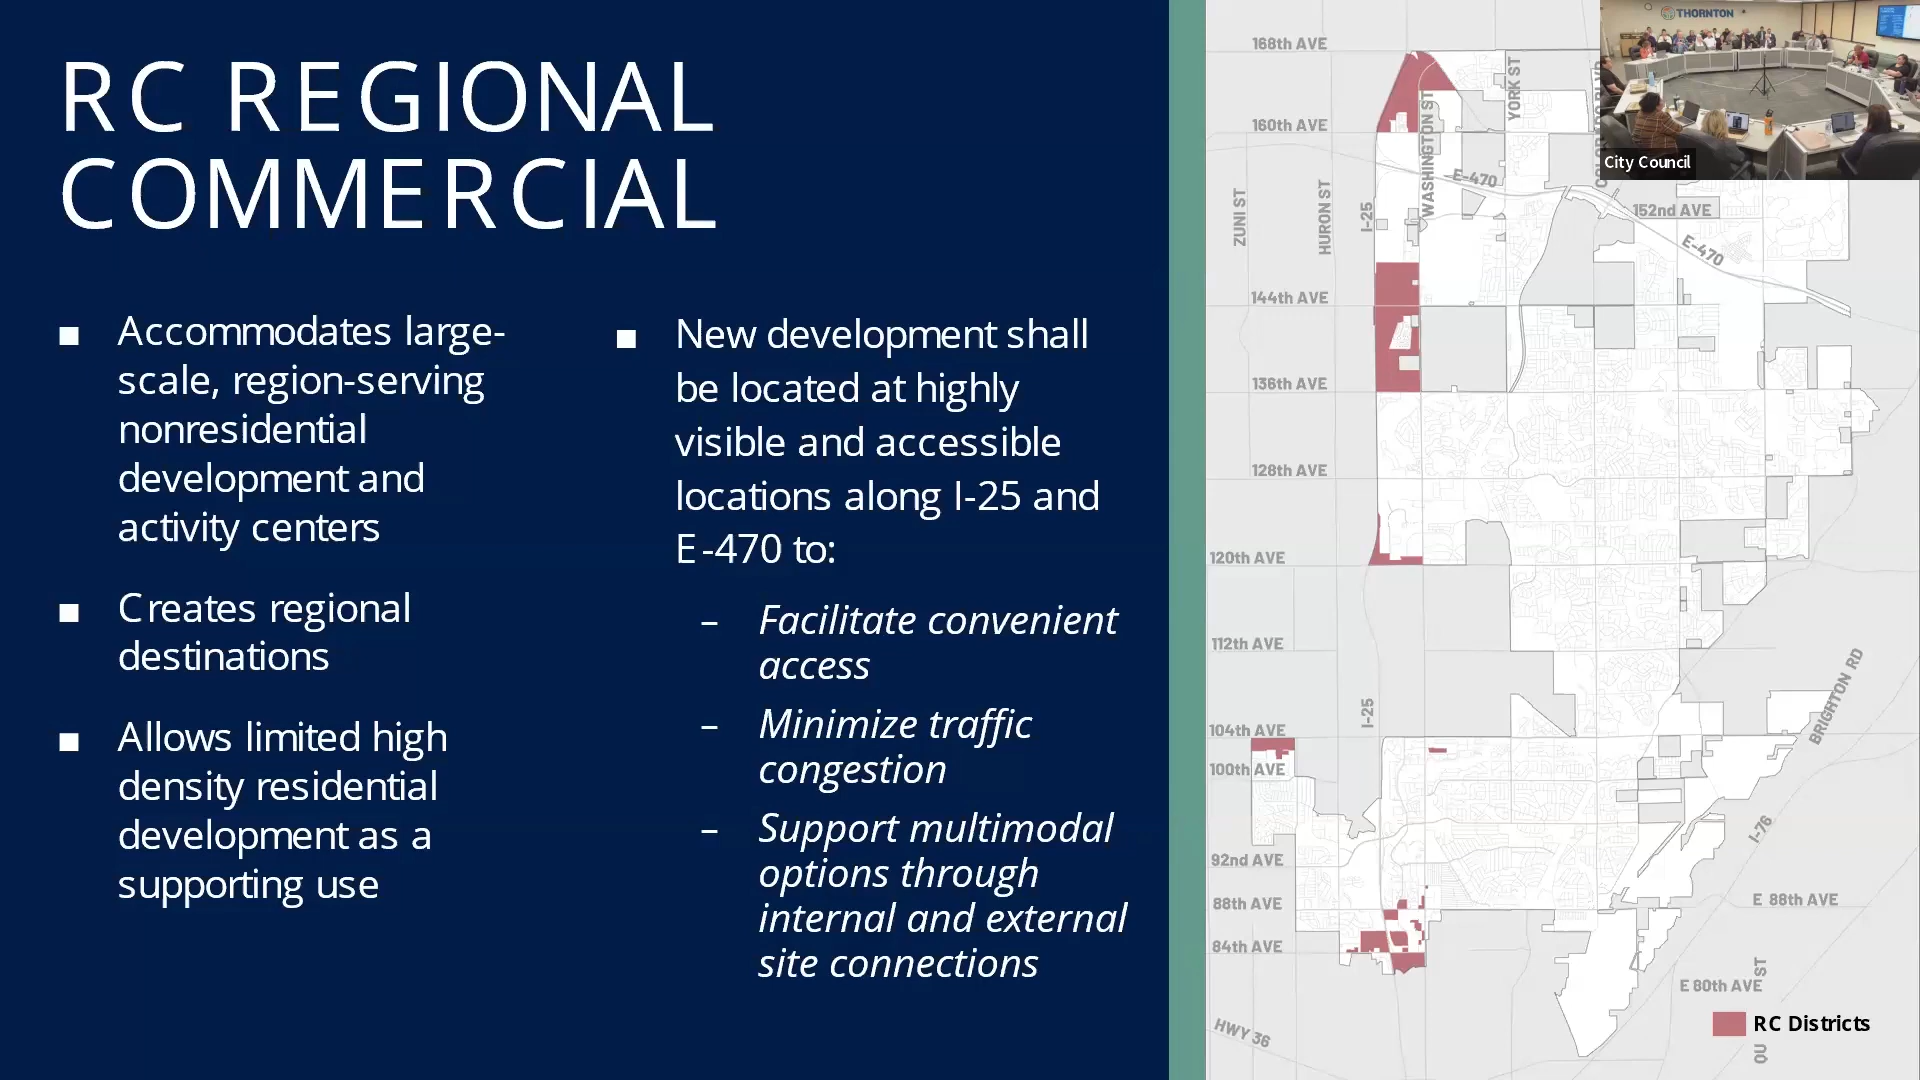 RC REGIONAL
COMMERCIAL
■ Accommodates large-
scale, region-serving
nonresidential
development and
activity centers
■ Creates regional
destinations
■ Allows limited high
density residential
development as a
supporting use
■ New development shall
be located at highly
visible and accessible
locations along I-25 and
E-470 to:
– Facilitate convenient
access
– Minimize traffic
congestion
– Support multimodal
options through
internal and external
site connections
THORNTON
City Council
168th AVE
160th AVE
YORK ST
WASHINGTON ST
E-470
ZUNI ST
HURON ST
I-25
152nd AVE
E-470
144th AVE
136th AVE
128th AVE
120th AVE
112th AVE
I-25
BRIGHTON RD
104th AVE
100th AVE
I-76
92nd AVE
88th AVE
E 88th AVE
84th AVE
E 80th AVE
HWY 36
QU ST
RC Districts